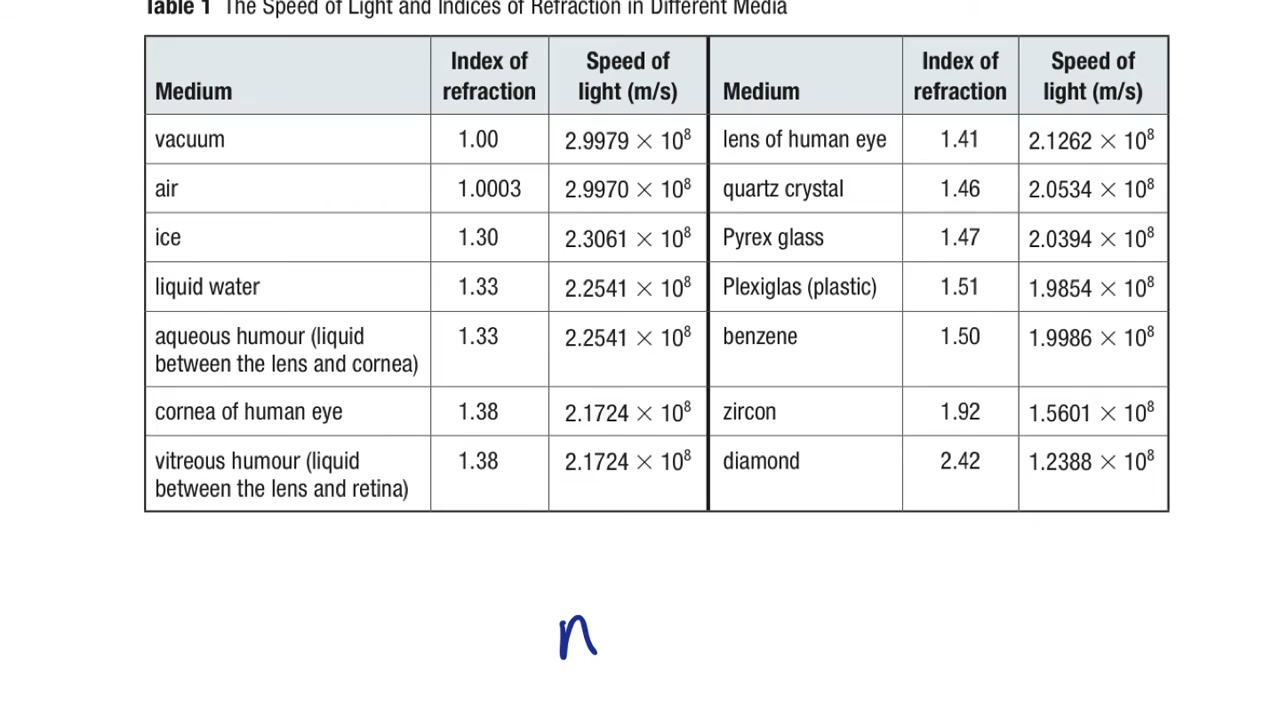 Table 1 The Speed of Light and Indices of Refraction in Different Media
Medium Index of refraction Speed of light (m/s) Medium Index of refraction Speed of light (m/s)
vacuum 1.00 2.9979 × 10⁸ lens of human eye 1.41 2.1262 × 10⁸
air 1.0003 2.9970 × 10⁸ quartz crystal 1.46 2.0534 × 10⁸
ice 1.30 2.3061 × 10⁸ Pyrex glass 1.47 2.0394 × 10⁸
liquid water 1.33 2.2541 × 10⁸ Plexiglas (plastic) 1.51 1.9854 × 10⁸
aqueous humour (liquid between the lens and cornea) 1.33 2.2541 × 10⁸ benzene 1.50 1.9986 × 10⁸
cornea of human eye 1.38 2.1724 × 10⁸ zircon 1.92 1.5601 × 10⁸
vitreous humour (liquid between the lens and retina) 1.38 2.1724 × 10⁸ diamond 2.42 1.2388 × 10⁸
n